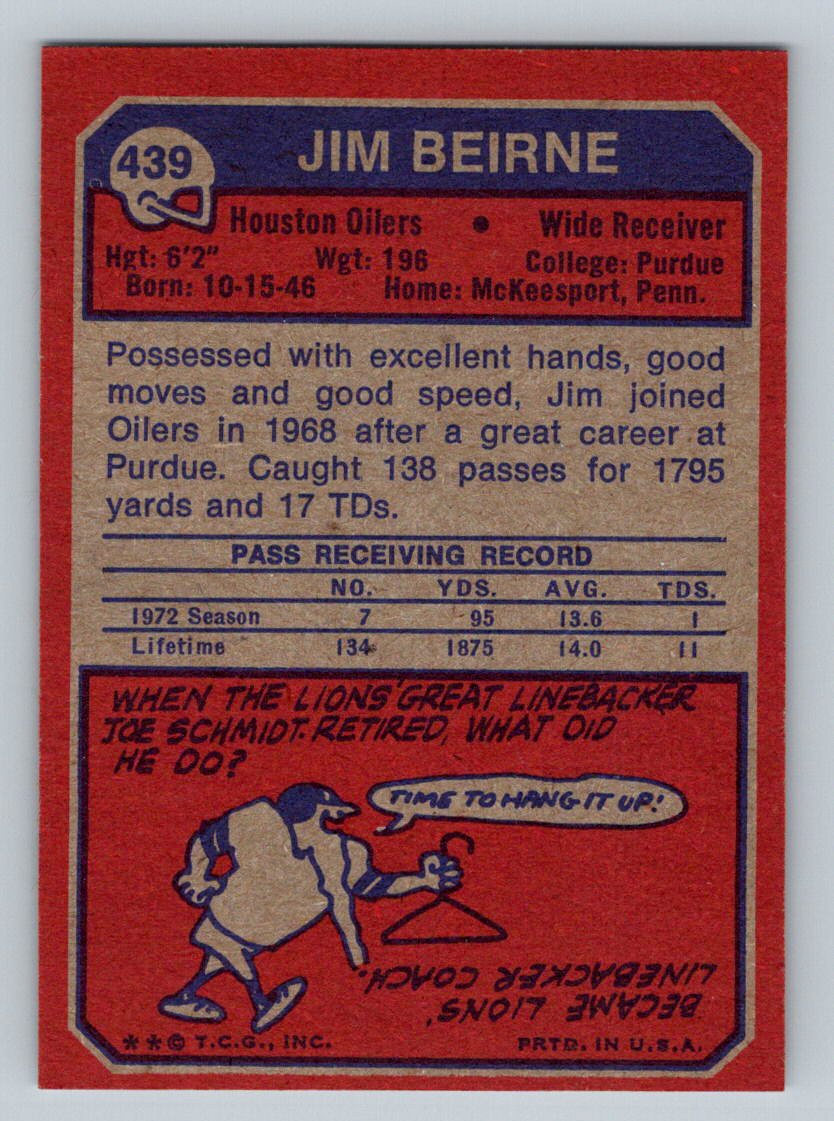 439
JIM BEIRNE
Houston Oilers • Wide Receiver
Hgt: 6'2" Wgt: 196 College: Purdue
Born: 10-15-46 Home: McKeesport, Penn.
Possessed with excellent hands, good
moves and good speed, Jim joined
Oilers in 1968 after a great career at
Purdue. Caught 138 passes for 1795
yards and 17 TDs.
PASS RECEIVING RECORD
NO. YDS. AVG. TDS.
1972 Season 7 95 13.6 1
Lifetime 134 1875 14.0 11
WHEN THE LIONS' GREAT LINEBACKER
JOE SCHMIDT RETIRED, WHAT DID
HE DO?
TIME TO HANG IT UP!
BECAME LIONS'
LINEBACKER COACH.
**© T.C.G., INC. PRTD. IN U.S.A.